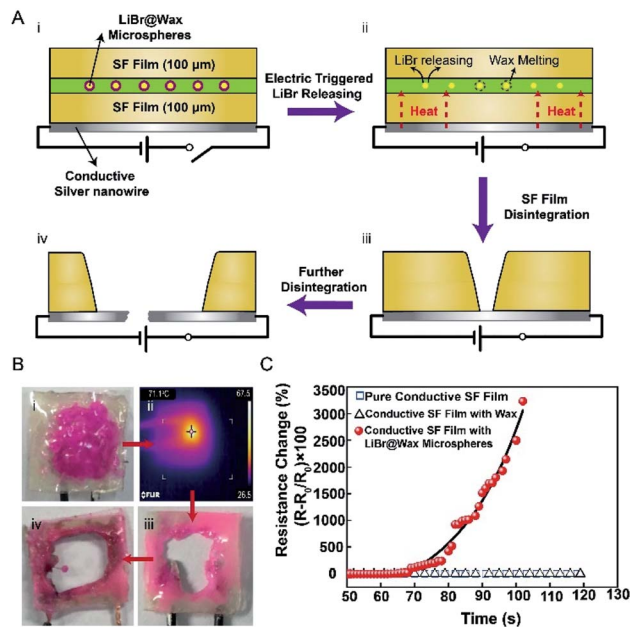 A
i
LiBr@Wax
Microspheres
SF Film (100 μm)
SF Film (100 μm)
Conductive
Silver nanowire
Electric Triggered
LiBr Releasing
ii
LiBr releasing
Wax Melting
Heat
Heat
SF Film
Disintegration
iii
Further
Disintegration
iv
B
i
ii
71.1°C
67.5
26.5
FLIR
iii
iv
C
Resistance Change (%)
(R-R₀/R₀)×100
3500
3000
2500
2000
1500
1000
500
0
Pure Conductive SF Film
Conductive SF Film with Wax
Conductive SF Film with
LiBr@Wax Microspheres
50 60 70 80 90 100 110 120 130
Time (s)